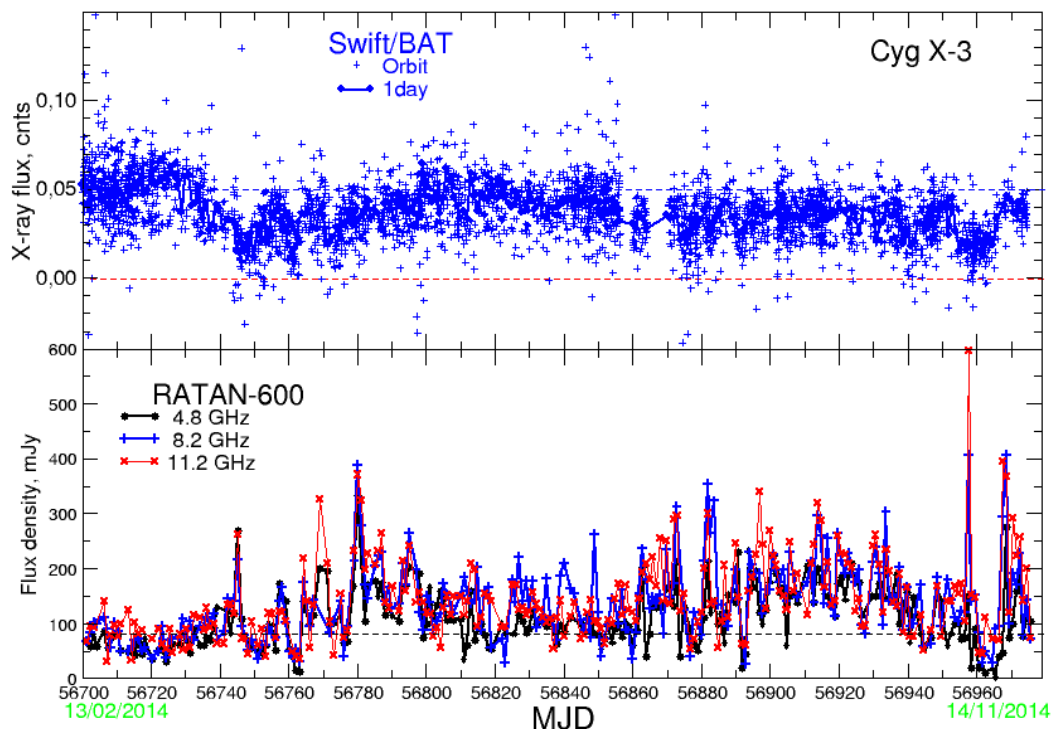 Swift/BAT
Orbit
1day
Cyg X-3
X-ray flux, cnts
0,10
0,05
0,00
RATAN-600
4.8 GHz
8.2 GHz
11.2 GHz
Flux density, mJy
600
500
400
300
200
100
0
56700 56720 56740 56760 56780 56800 56820 56840 56860 56880 56900 56920 56940 56960
13/02/2014 MJD 14/11/2014